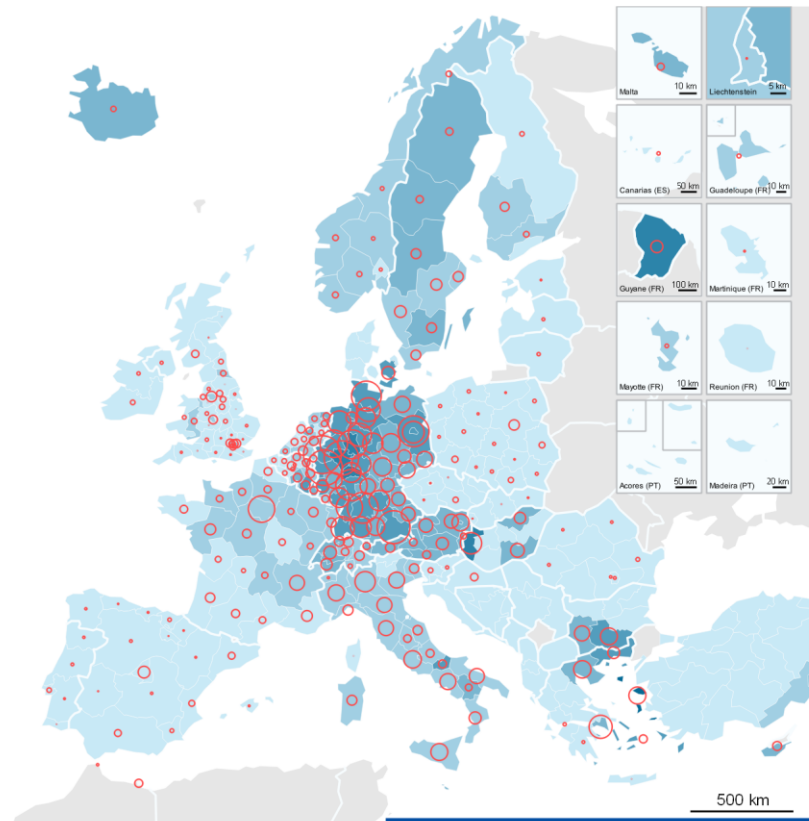 10 km
Malta
5 km
Liechtenstein
50 km
Canarias (ES)
10 km
Guadeloupe (FR)
100 km
Guyane (FR)
10 km
Martinique (FR)
10 km
Mayotte (FR)
10 km
Reunion (FR)
50 km
Acores (PT)
20 km
Madeira (PT)
500 km